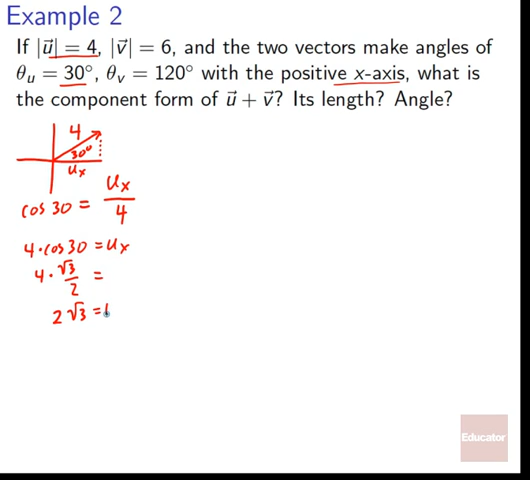 Example 2
If |u⃗| = 4, |v⃗| = 6, and the two vectors make angles of
θᵤ = 30°, θᵥ = 120° with the positive x-axis, what is
the component form of u⃗ + v⃗? Its length? Angle?
4
30°
uₓ
cos 30 = uₓ/4
4·cos 30 = uₓ
4·√3/2 =
2√3 =
Educator